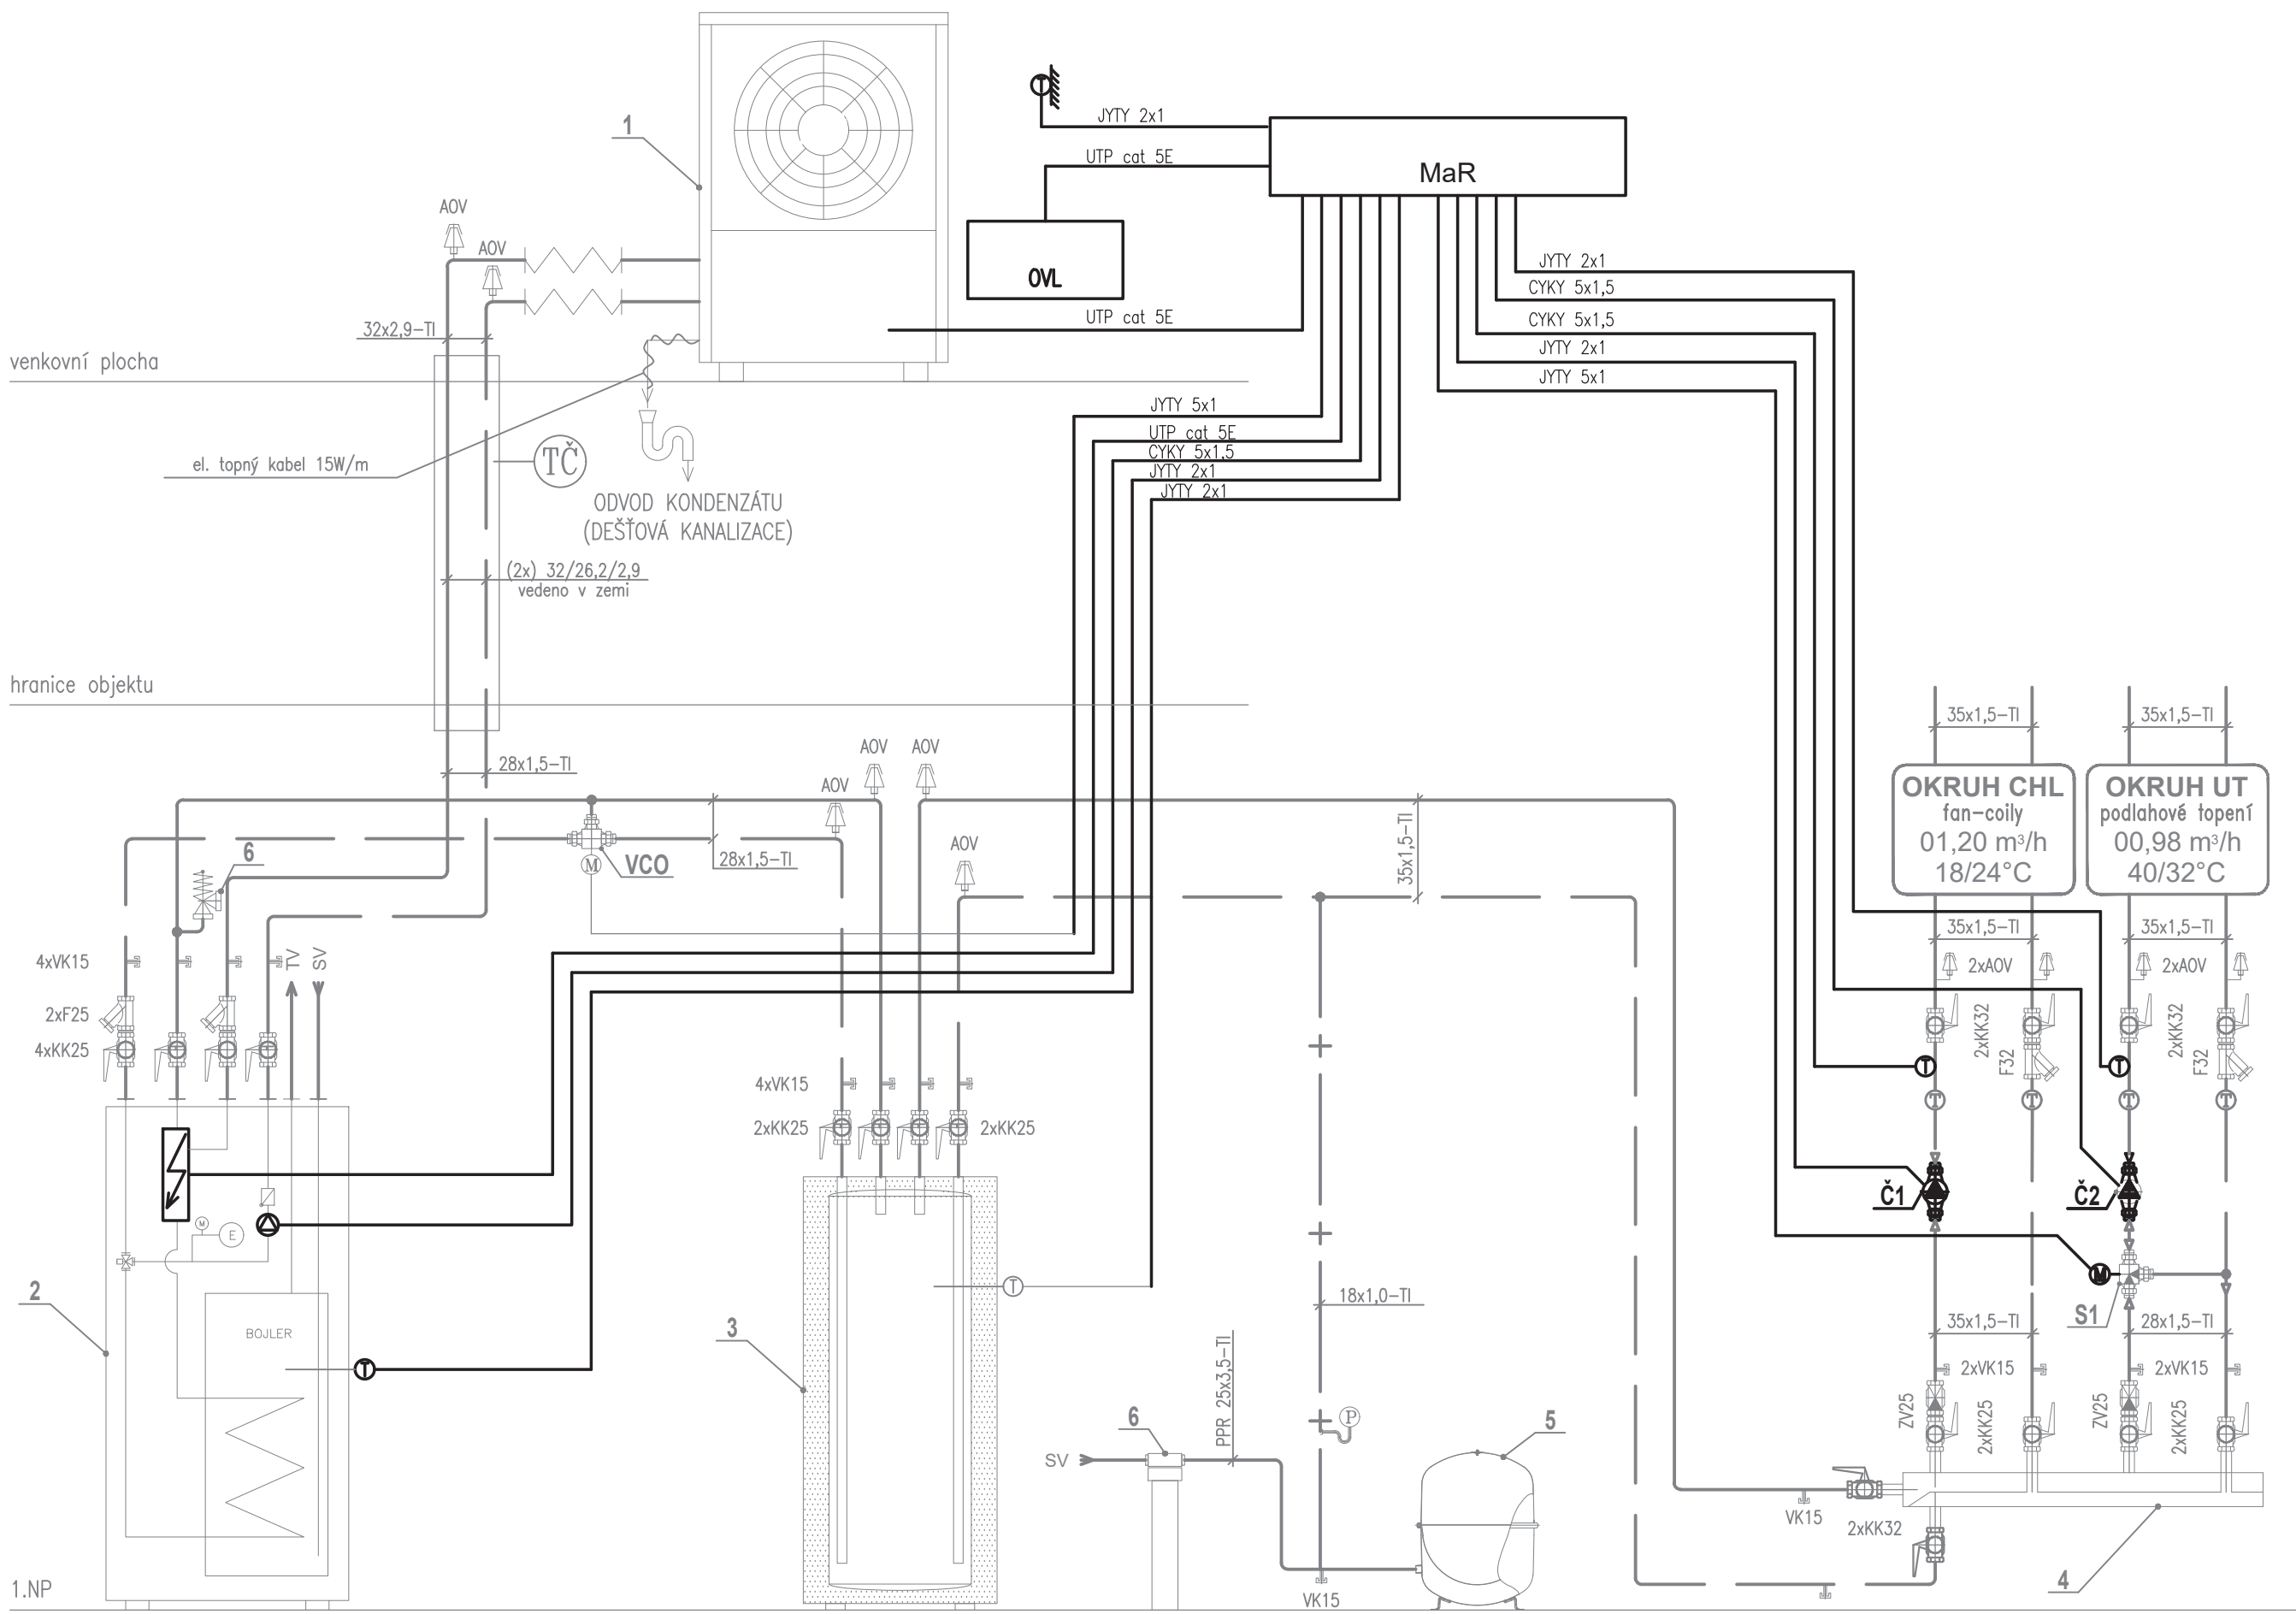 1
JYTY 2x1
UTP cat 5E
MaR
OVL
UTP cat 5E
AOV
AOV
32x2,9-TI
venkovní plocha
el. topný kabel 15W/m
TČ
ODVOD KONDENZÁTU
(DEŠŤOVÁ KANALIZACE)
(2x) 32/26,2/2,9
vedeno v zemi
hranice objektu
28x1,5-TI
JYTY 2x1
CYKY 5x1,5
CYKY 5x1,5
JYTY 2x1
JYTY 5x1
JYTY 5x1
UTP cat 5E
CYKY 5x1,5
JYTY 2x1
JYTY 2x1
T
AOV
AOV
AOV
AOV
6
M
VCO
28x1,5-TI
35x1,5-TI
35x1,5-TI
35x1,5-TI
OKRUH CHL
fan-coily
01,20 m³/h
18/24°C
OKRUH UT
podlahové topení
00,98 m³/h
40/32°C
35x1,5-TI
35x1,5-TI
2xAOV
2xAOV
2xKK32
F32
2xKK32
F32
T
T
T
T
T
T
4xVK15
2xF25
4xKK25
TV
SV
4xVK15
2xKK25
2xKK25
M
E
2
BOJLER
T
3
T
18x1,0-TI
PPR 25x3,5-TI
P
6
SV
5
VK15
Č1
Č2
M
S1
35x1,5-TI
28x1,5-TI
2xVK15
2xVK15
ZV25
2xKK25
ZV25
2xKK25
VK15
2xKK32
4
1.NP